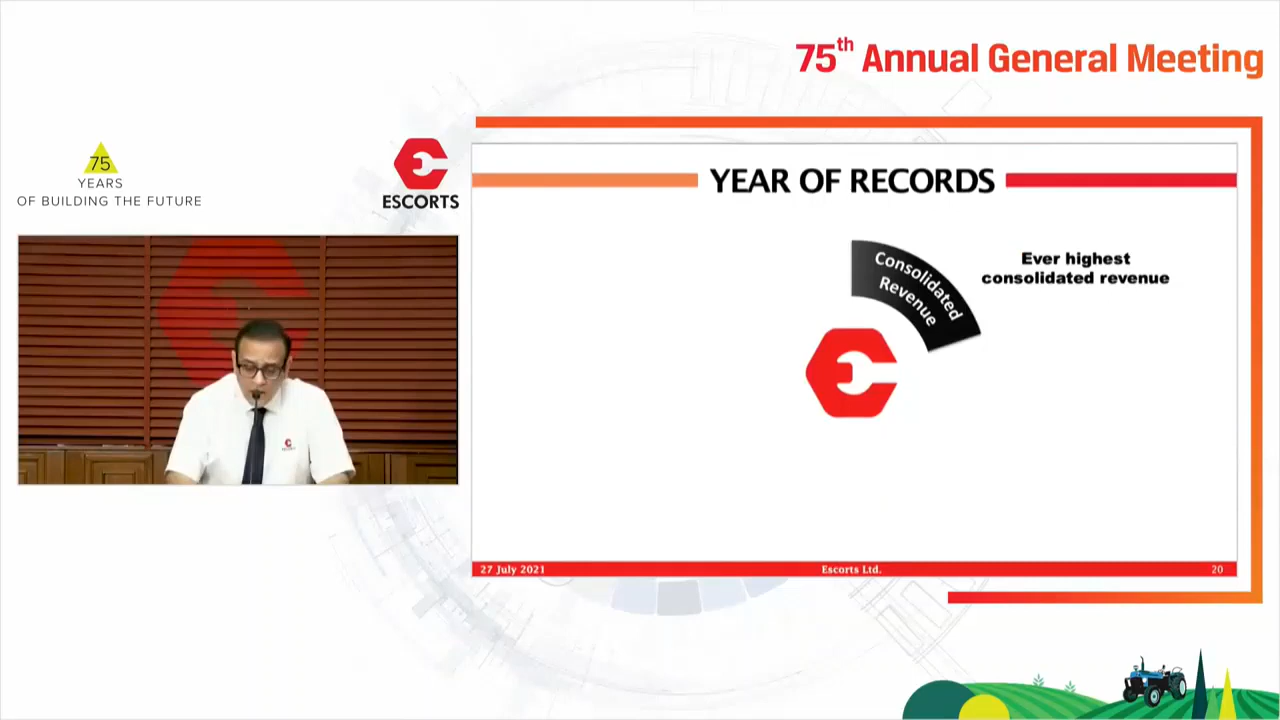 75th Annual General Meeting
75
YEARS
OF BUILDING THE FUTURE
ESCORTS
YEAR OF RECORDS
Consolidated
Revenue
Ever highest
consolidated revenue
27 July 2021
Escorts Ltd.
20